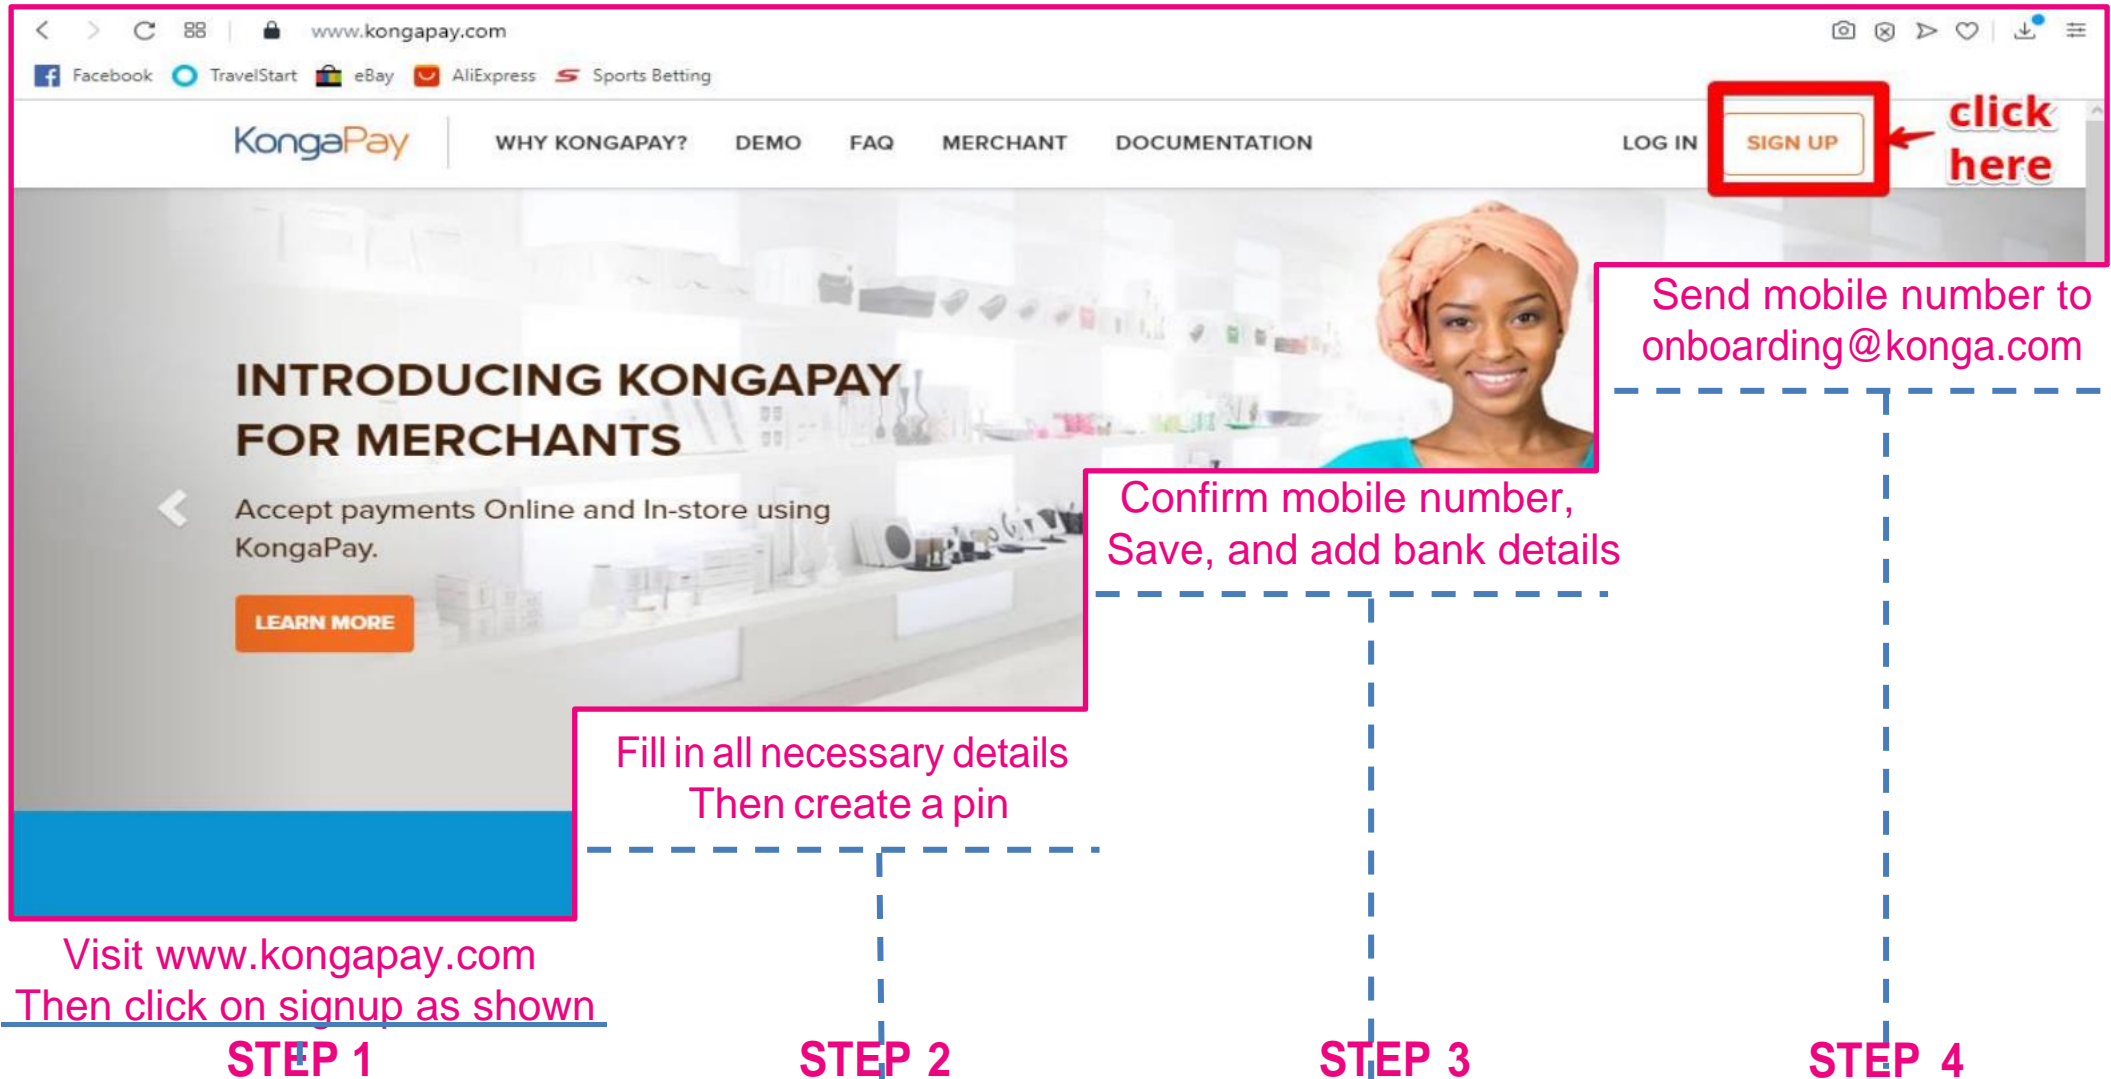 www.kongapay.com
Facebook TravelStart eBay AliExpress Sports Betting
KongaPay WHY KONGAPAY? DEMO FAQ MERCHANT DOCUMENTATION LOG IN SIGN UP
click
here
Send mobile number to
onboarding@konga.com
INTRODUCING KONGAPAY
FOR MERCHANTS
Accept payments Online and In-store using
KongaPay.
LEARN MORE
Confirm mobile number,
Save, and add bank details
Fill in all necessary details
Then create a pin
Visit www.kongapay.com
Then click on signup as shown
STEP 1 STEP 2 STEP 3 STEP 4